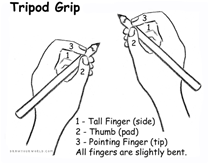 Tripod Grip
3
1
2
3
1
2
1 - Tall Finger (side)
2 - Thumb (pad)
3 - Pointing Finger (tip)
All fingers are slightly bent.